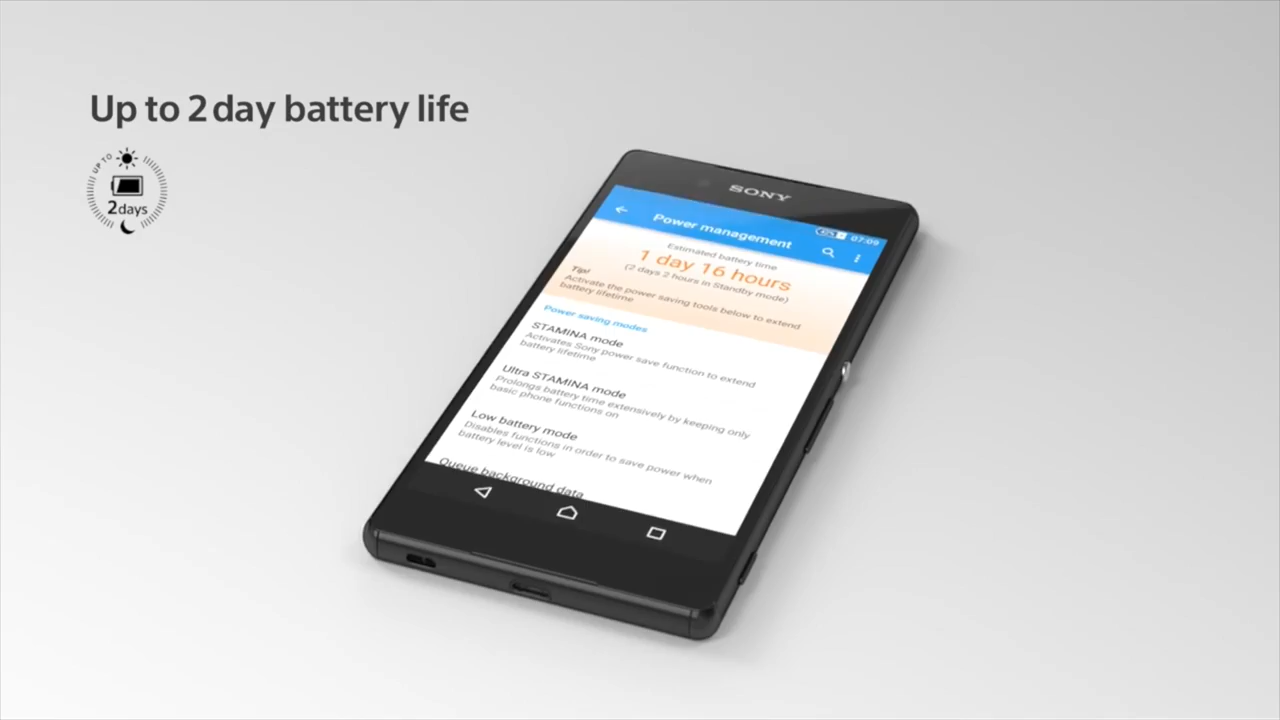 Up to 2 day battery life
UP TO
2days
SONY
07:09
Power management
Estimated battery time
1 day 16 hours
(2 days 2 hours in Standby mode)
Tip!
Activate the power saving tools below to extend
battery lifetime
Power saving modes
STAMINA mode
Activates Sony power save function to extend
battery lifetime
Ultra STAMINA mode
Prolongs battery time extensively by keeping only
basic phone functions on
Low battery mode
Disables functions in order to save power when
battery level is low
Queue background data